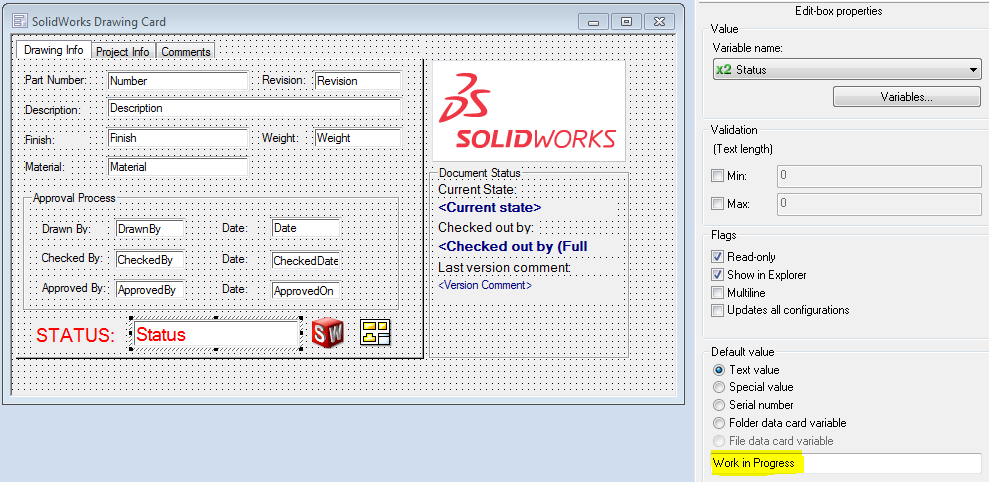 SolidWorks Drawing Card
Drawing Info Project Info Comments
Part Number: Number Revision: Revision
Description: Description
Finish: Finish Weight: Weight
Material: Material
Approval Process
Drawn By: DrawnBy Date: Date
Checked By: CheckedBy Date: CheckedDate
Approved By: ApprovedBy Date: ApprovedOn
STATUS: Status
SW
SOLIDWORKS
Document Status
Current State:
<Current state>
Checked out by:
<Checked out by (Full
Last version comment:
<Version Comment>
Edit-box properties
Value
Variable name:
x2 Status
Variables...
Validation
(Text length)
Min: 0
Max: 0
Flags
Read-only
Show in Explorer
Multiline
Updates all configurations
Default value
Text value
Special value
Serial number
Folder data card variable
File data card variable
Work in Progress